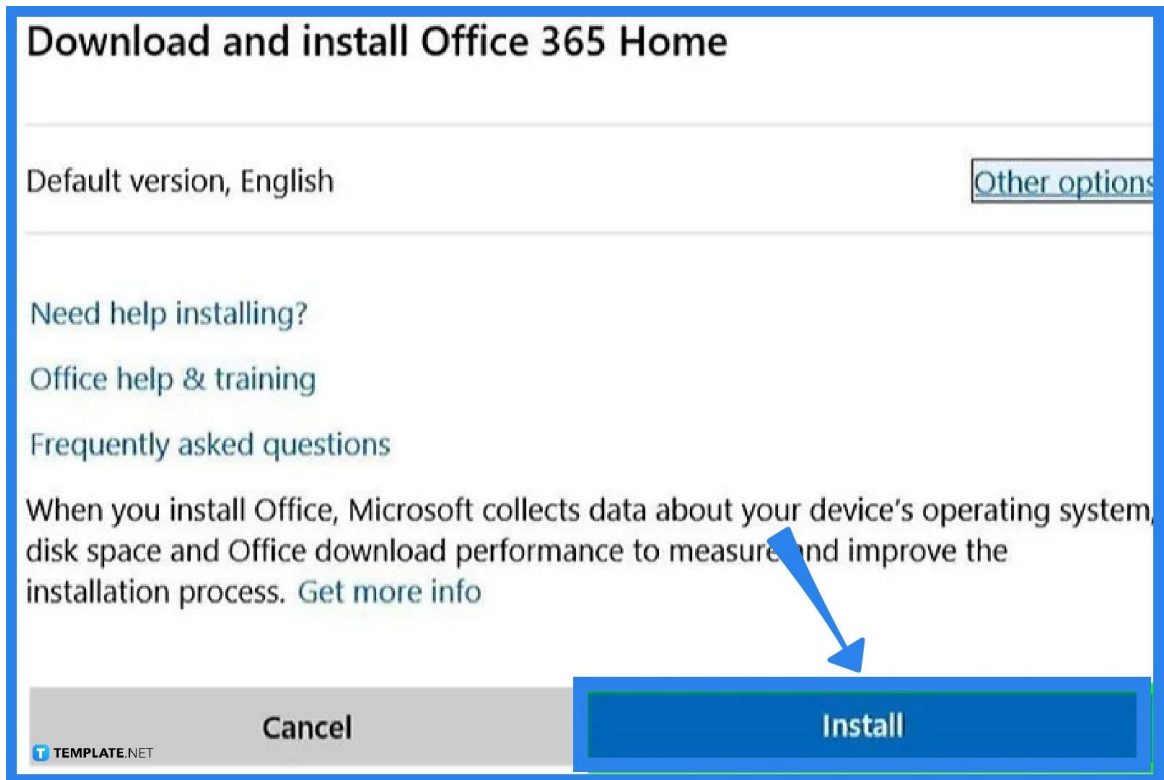 Download and install Office 365 Home
Default version, English
Other options
Need help installing?
Office help & training
Frequently asked questions
When you install Office, Microsoft collects data about your device's operating system,
disk space and Office download performance to measure and improve the
installation process. Get more info
Cancel
Install
T TEMPLATE.NET